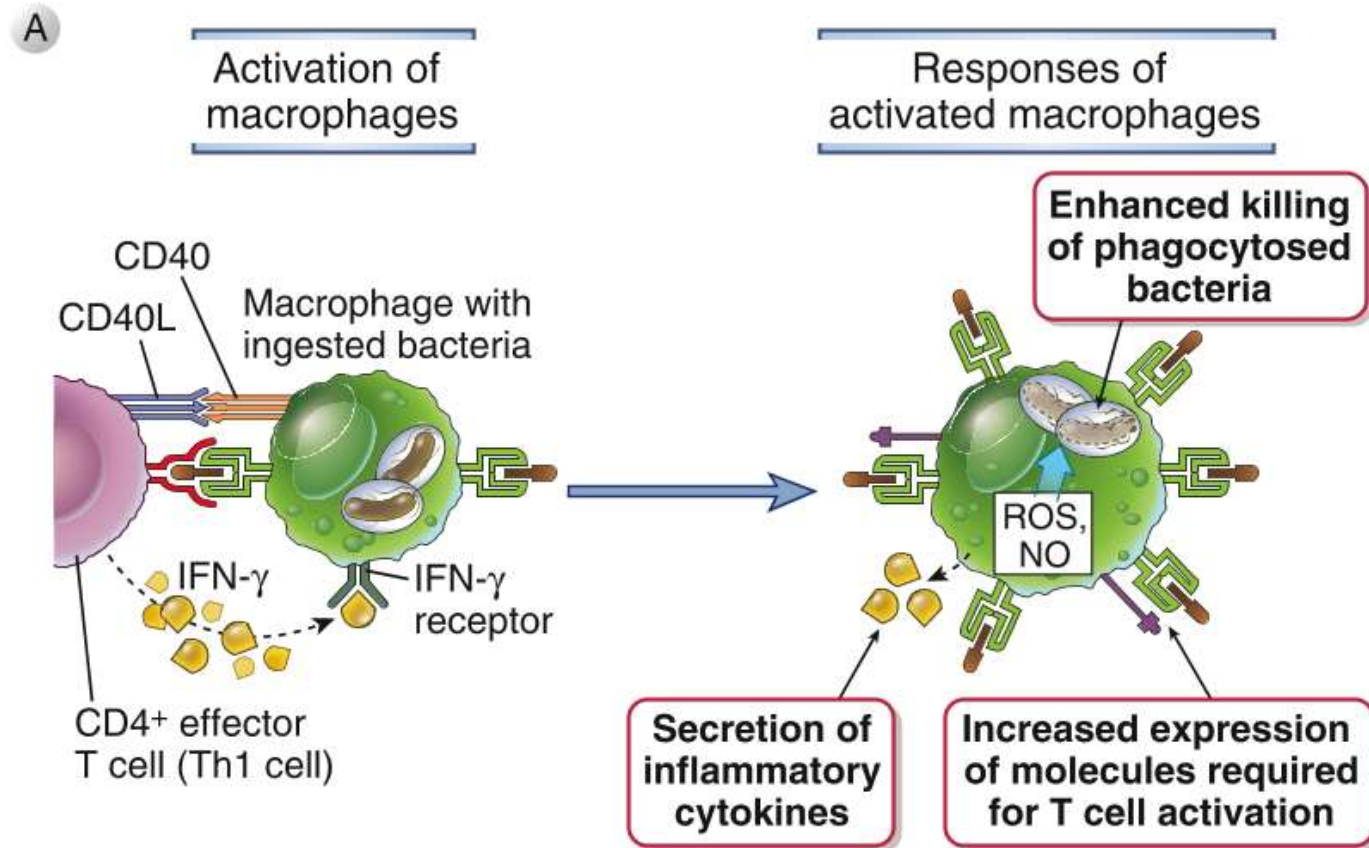 A
Activation of
macrophages
Responses of
activated macrophages
Enhanced killing
of phagocytosed
bacteria
CD40
CD40L
Macrophage with
ingested bacteria
ROS,
NO
IFN-γ
IFN-γ
receptor
CD4⁺ effector
T cell (Th1 cell)
Secretion of
inflammatory
cytokines
Increased expression
of molecules required
for T cell activation